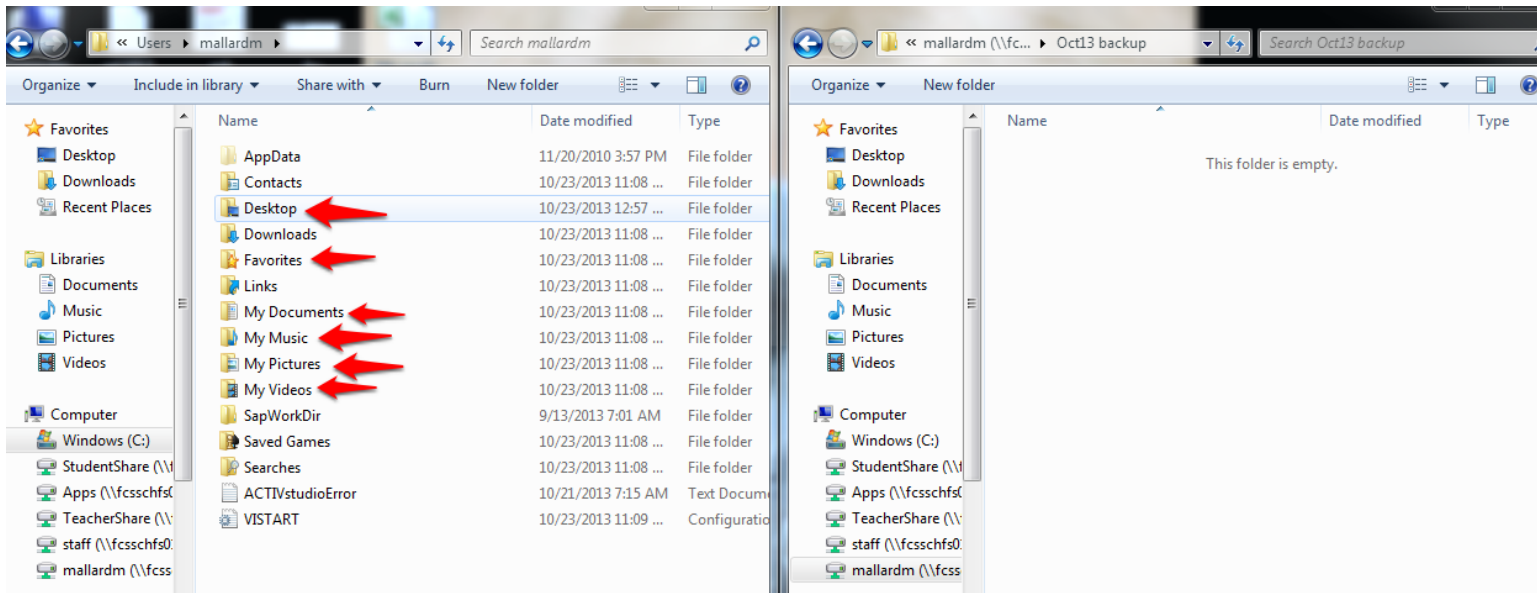 « Users ▸ mallardm ▸
Search mallardm
Organize Include in library Share with Burn New folder
Favorites
Desktop
Downloads
Recent Places
Libraries
Documents
Music
Pictures
Videos
Computer
Windows (C:)
StudentShare (\\f
Apps (\\fcsschfs0
TeacherShare (\\
staff (\\fcsschfs0
mallardm (\\fcss
Name Date modified Type
AppData 11/20/2010 3:57 PM File folder
Contacts 10/23/2013 11:08 ... File folder
Desktop 10/23/2013 12:57 ... File folder
Downloads 10/23/2013 11:08 ... File folder
Favorites 10/23/2013 11:08 ... File folder
Links 10/23/2013 11:08 ... File folder
My Documents 10/23/2013 11:08 ... File folder
My Music 10/23/2013 11:08 ... File folder
My Pictures 10/23/2013 11:08 ... File folder
My Videos 10/23/2013 11:08 ... File folder
SapWorkDir 9/13/2013 7:01 AM File folder
Saved Games 10/23/2013 11:08 ... File folder
Searches 10/23/2013 11:08 ... File folder
ACTIVstudioError 10/21/2013 7:15 AM Text Docume
VISTART 10/23/2013 11:09 ... Configuratio
« mallardm (\\fc... ▸ Oct13 backup
Search Oct13 backup
Organize New folder
Favorites
Desktop
Downloads
Recent Places
Libraries
Documents
Music
Pictures
Videos
Computer
Windows (C:)
StudentShare (\\f
Apps (\\fcsschfs0
TeacherShare (\\
staff (\\fcsschfs0
mallardm (\\fcss
Name Date modified Type
This folder is empty.